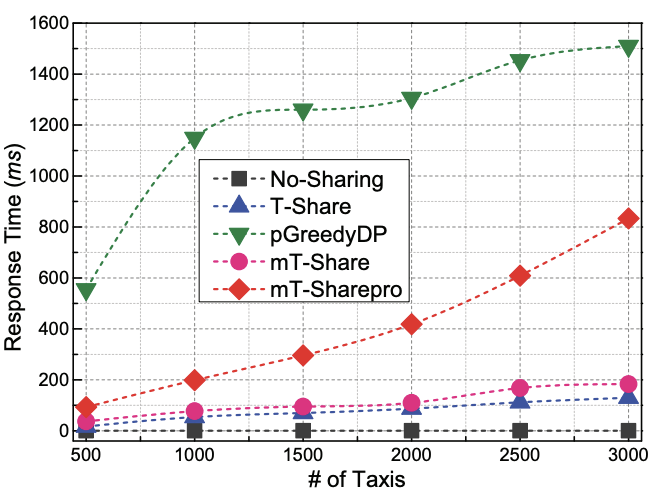 1600
1400
1200
1000
800
600
400
200
0
Response Time (ms)
No-Sharing
T-Share
pGreedyDP
mT-Share
mT-Sharepro
500 1000 1500 2000 2500 3000
# of Taxis